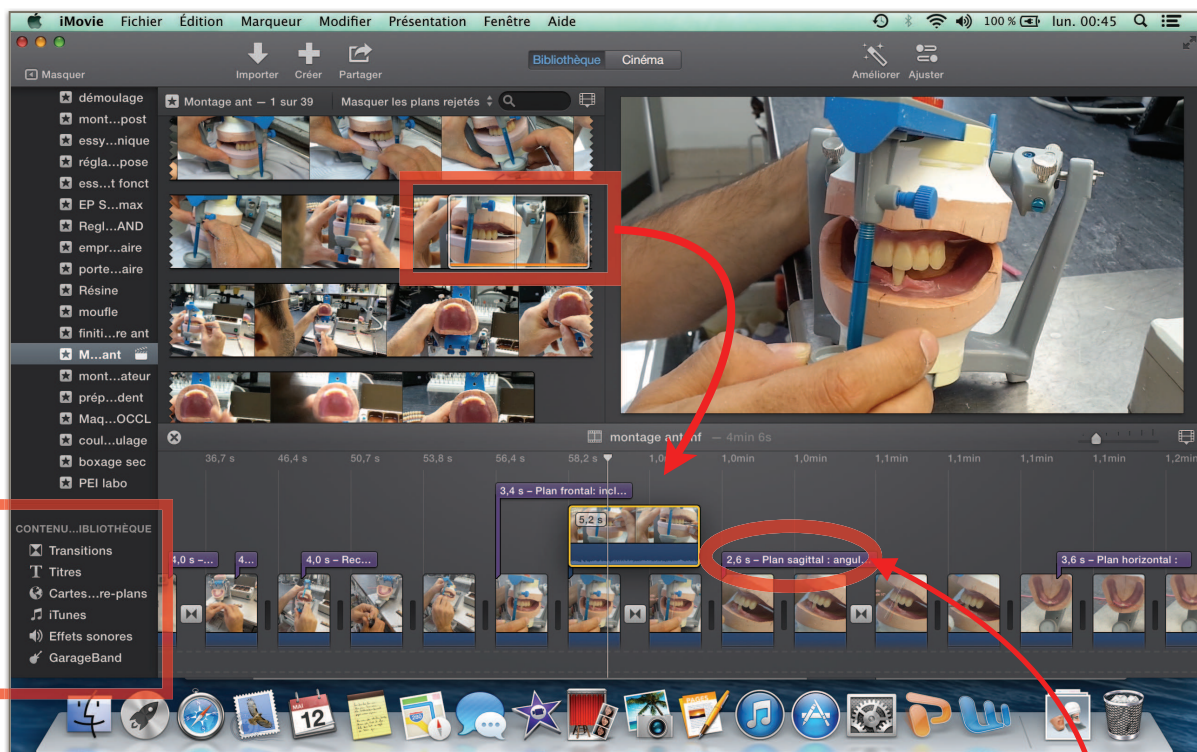 iMovie Fichier Édition Marqueur Modifier Présentation Fenêtre Aide 100 % lun. 00:45
Masquer Importer Créer Partager Bibliothèque Cinéma Améliorer Ajuster
démoulage
mont...post
essy...nique
régla...pose
ess...t fonct
EP S...max
Regl...AND
empr...aire
porte...aire
Résine
moufle
finiti...re ant
M...ant
mont...ateur
prép...dent
Maq...OCCL
coul...ulage
boxage sec
PEI labo
Montage ant — 1 sur 39 Masquer les plans rejetés
montage ant — 4min 6s
36,7 s 46,4 s 50,7 s 53,8 s 56,4 s 58,2 s 1,0min 1,0min 1,1min 1,1min 1,1min 1,1min 1,2min
3,4 s – Plan frontal: incl...
5,2 s
4,0 s –... 4... 4,0 s – Rec... 2,6 s – Plan sagittal : angul... 3,6 s – Plan horizontal :
CONTENU...IBLIOTHÈQUE
Transitions
Titres
Cartes...re-plans
iTunes
Effets sonores
GarageBand
MAI
12
PAGES